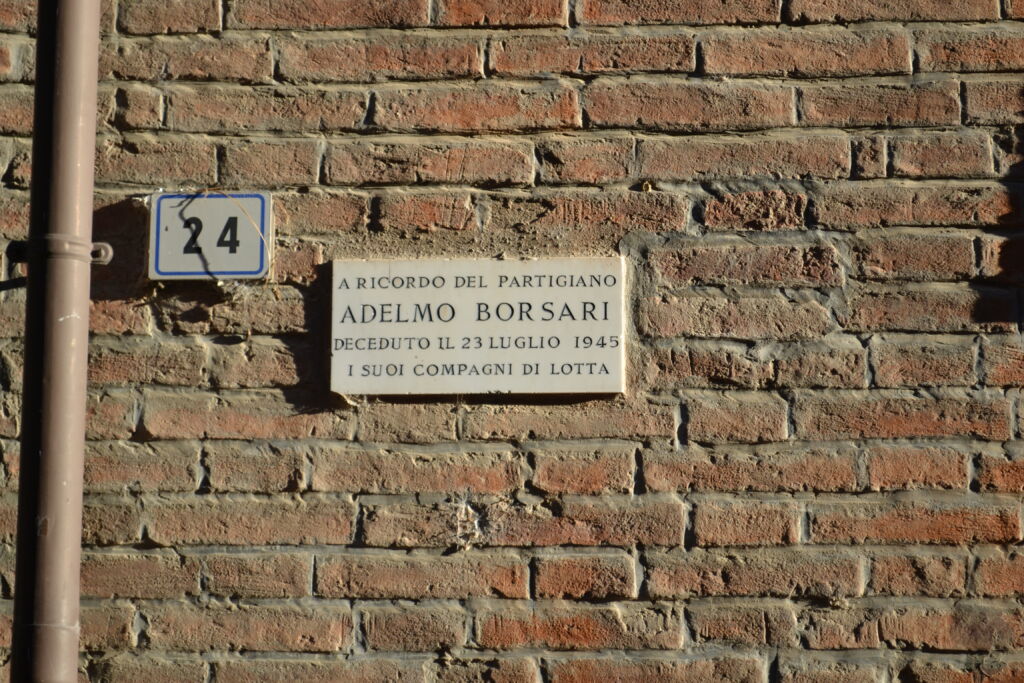 24
A RICORDO DEL PARTIGIANO
ADELMO BORSARI
DECEDUTO IL 23 LUGLIO 1945
I SUOI COMPAGNI DI LOTTA